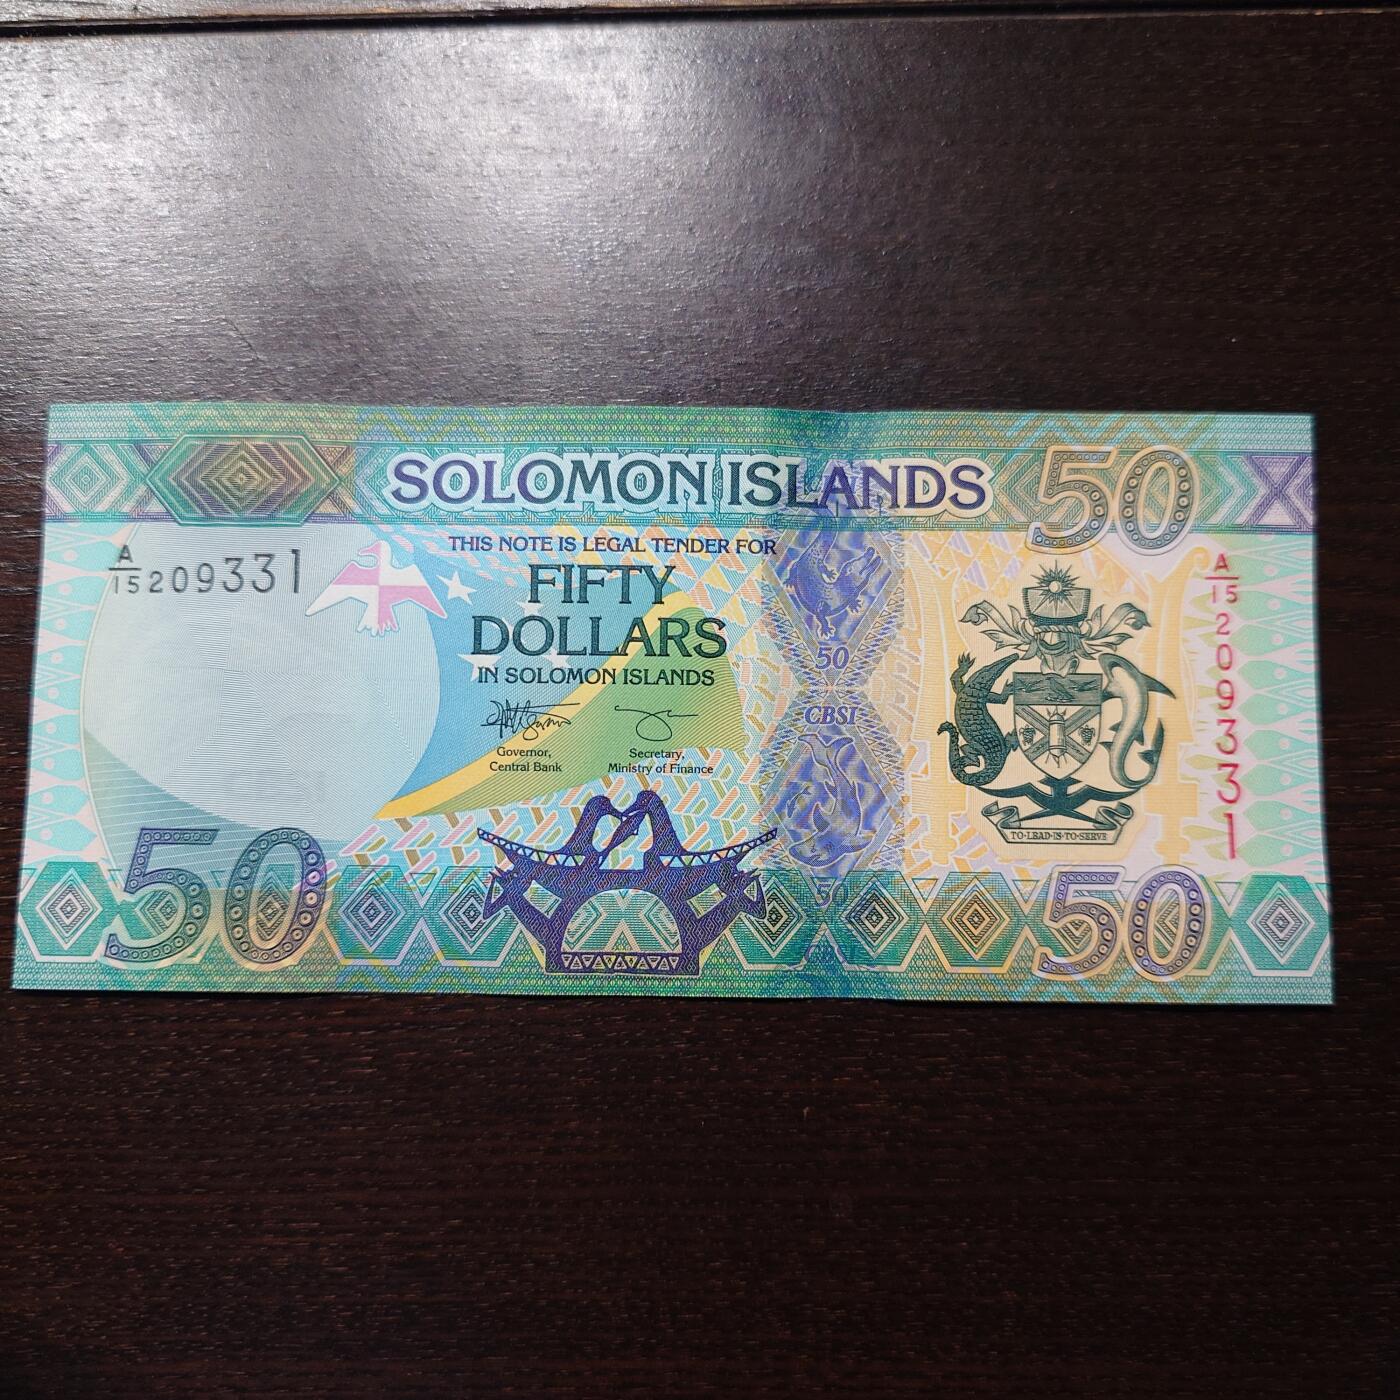 SOLOMON ISLANDS
50
A/15 209331
THIS NOTE IS LEGAL TENDER FOR
FIFTY
DOLLARS
IN SOLOMON ISLANDS
Governor,
Central Bank
Secretary,
Ministry of Finance
50
CBSI
50
A/15 209331
TO·LEAD·IS·TO·SERVE
50
50